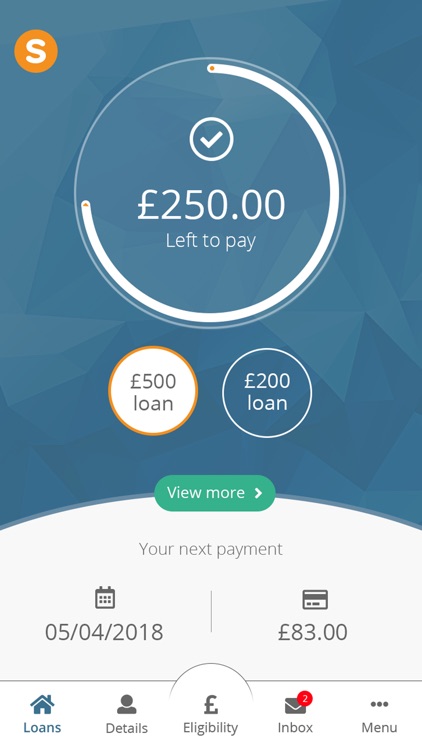 S
£250.00
Left to pay
£500
loan
£200
loan
View more
Your next payment
05/04/2018
£83.00
2
£
Loans
Details
Eligibility
Inbox
Menu